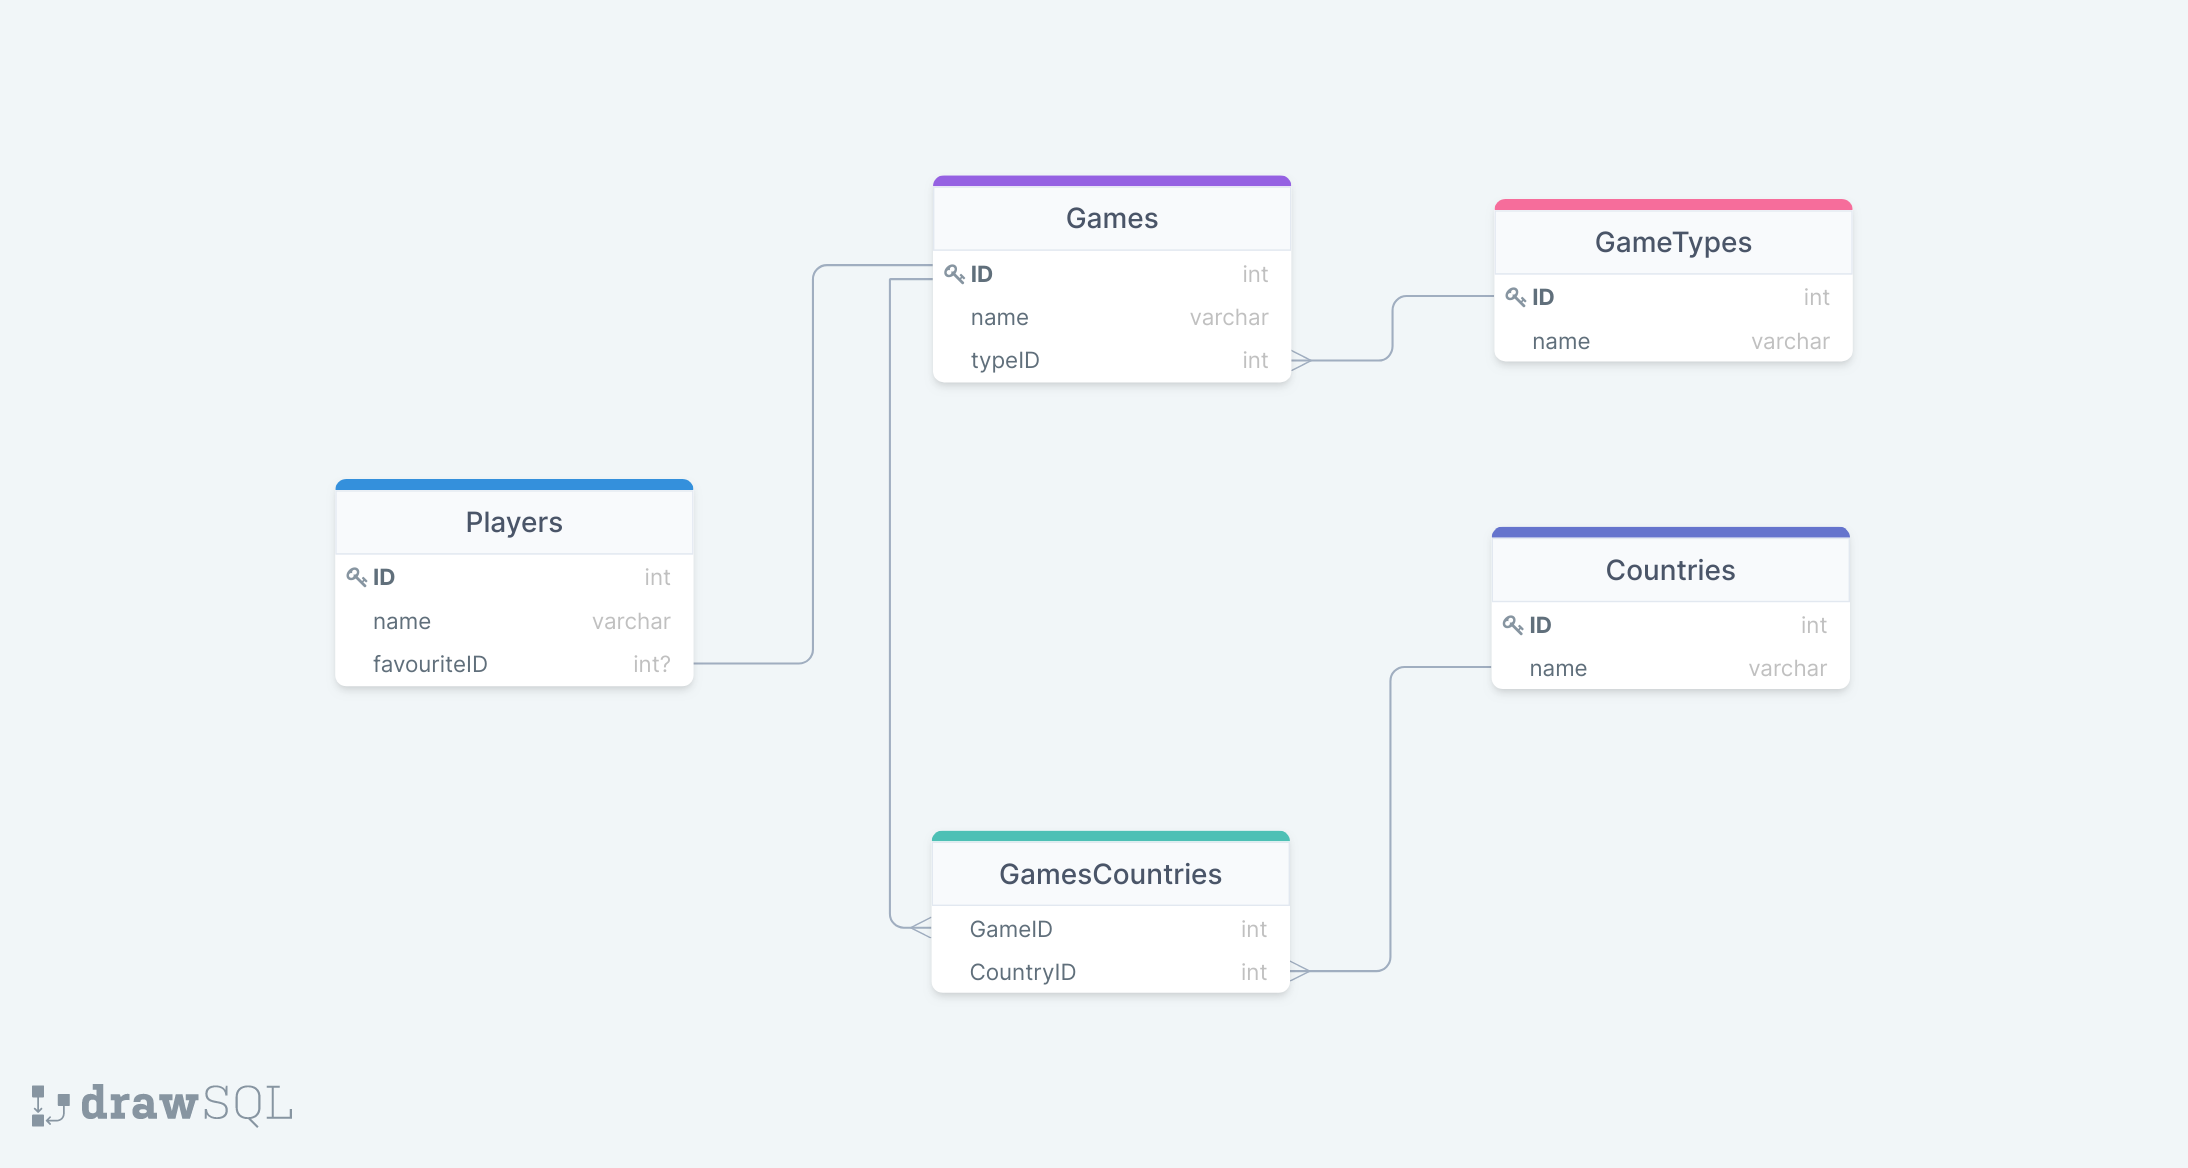 Games
ID int
name varchar
typeID int
GameTypes
ID int
name varchar
Players
ID int
name varchar
favouriteID int?
Countries
ID int
name varchar
GamesCountries
GameID int
CountryID int
drawSQL